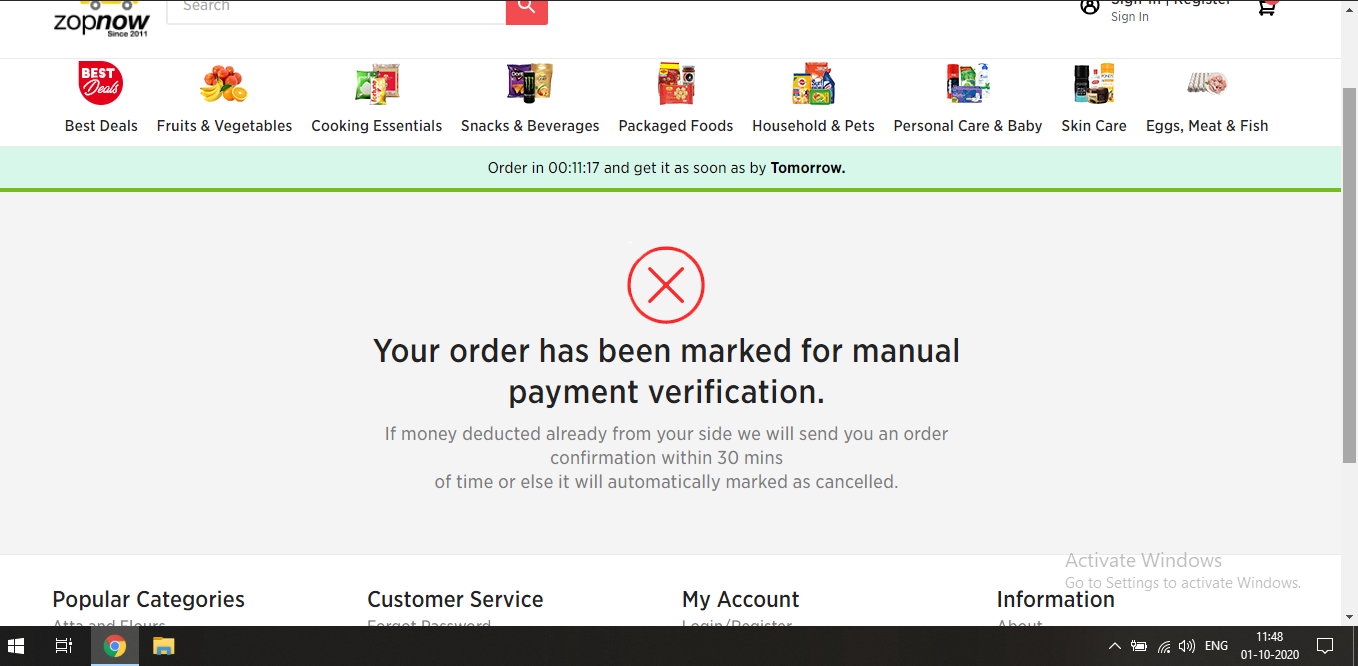 zopnow
Since 2011
Search
Sign In | Register
Sign In
BEST
Deals
Best Deals
Fruits & Vegetables
Cooking Essentials
Snacks & Beverages
Packaged Foods
Household & Pets
Personal Care & Baby
Skin Care
Eggs, Meat & Fish
Order in 00:11:17 and get it as soon as by Tomorrow.
Your order has been marked for manual
payment verification.
If money deducted already from your side we will send you an order
confirmation within 30 mins
of time or else it will automatically marked as cancelled.
Activate Windows
Go to Settings to activate Windows.
Popular Categories
Customer Service
My Account
Information
Atta and Flours
Forgot Password
Login/Register
About
ENG
11:48
01-10-2020